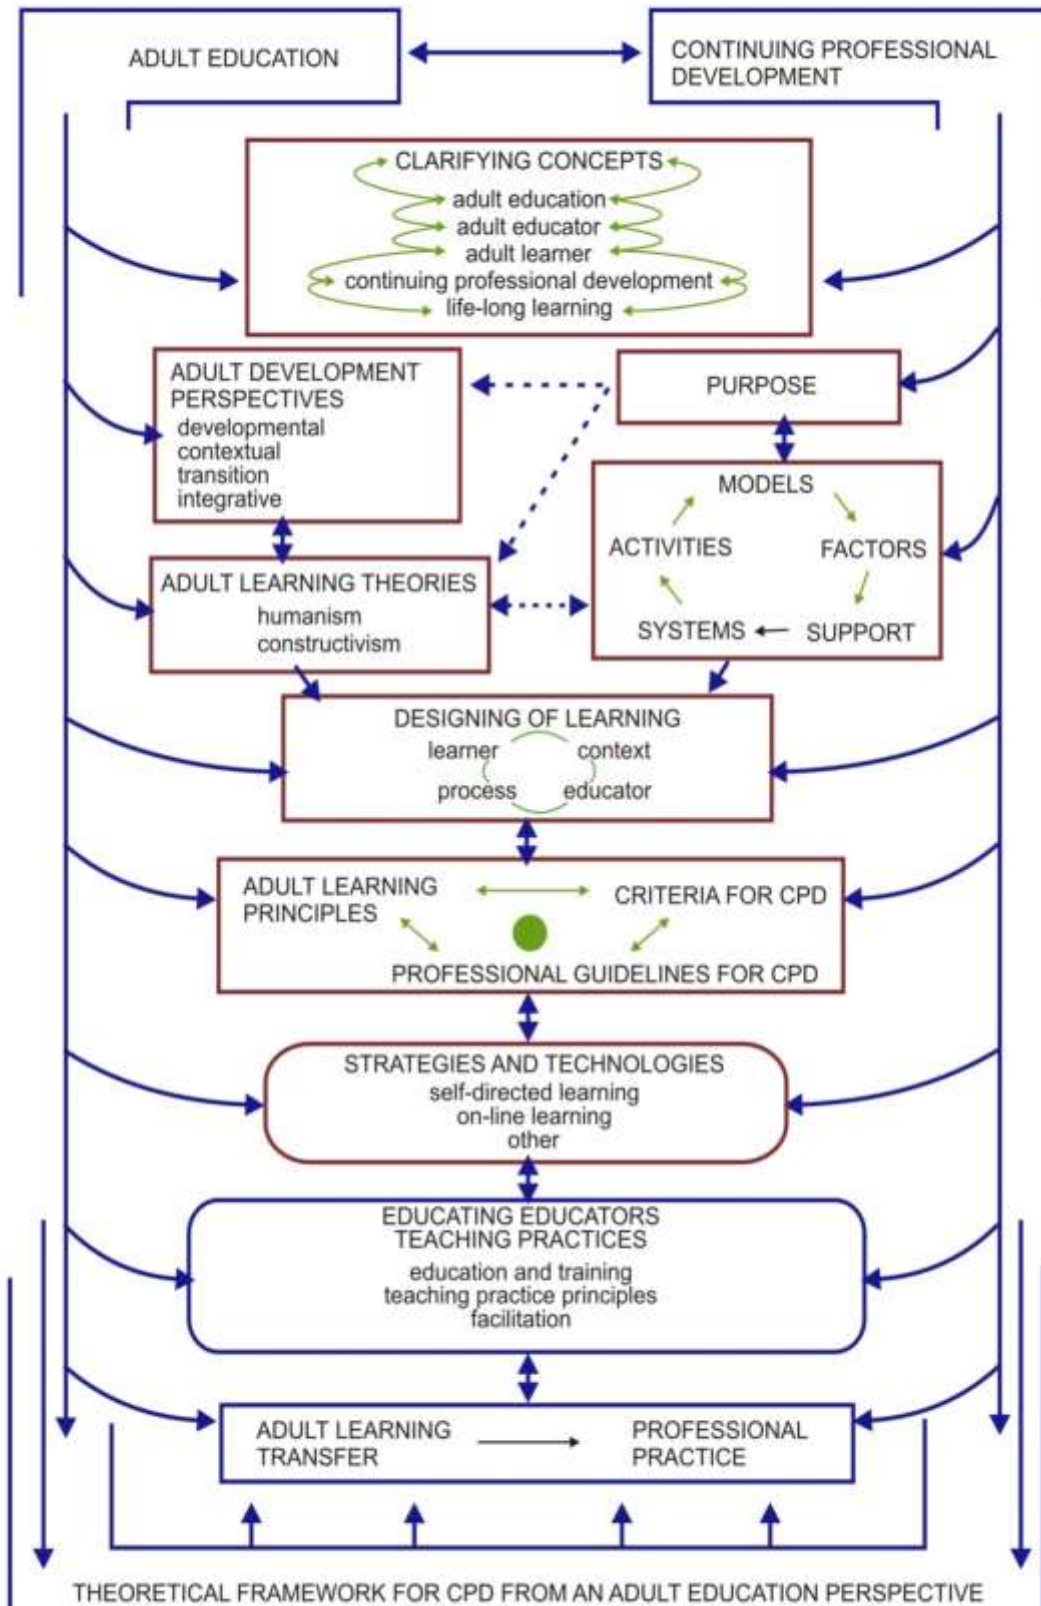 ADULT EDUCATION
CONTINUING PROFESSIONAL
DEVELOPMENT
CLARIFYING CONCEPTS
adult education
adult educator
adult learner
continuing professional development
life-long learning
ADULT DEVELOPMENT
PERSPECTIVES
developmental
contextual
transition
integrative
PURPOSE
MODELS
ACTIVITIES
FACTORS
SYSTEMS
SUPPORT
ADULT LEARNING THEORIES
humanism
constructivism
DESIGNING OF LEARNING
learner
context
process
educator
ADULT LEARNING
PRINCIPLES
CRITERIA FOR CPD
PROFESSIONAL GUIDELINES FOR CPD
STRATEGIES AND TECHNOLOGIES
self-directed learning
on-line learning
other
EDUCATING EDUCATORS
TEACHING PRACTICES
education and training
teaching practice principles
facilitation
ADULT LEARNING
TRANSFER
PROFESSIONAL
PRACTICE
THEORETICAL FRAMEWORK FOR CPD FROM AN ADULT EDUCATION PERSPECTIVE